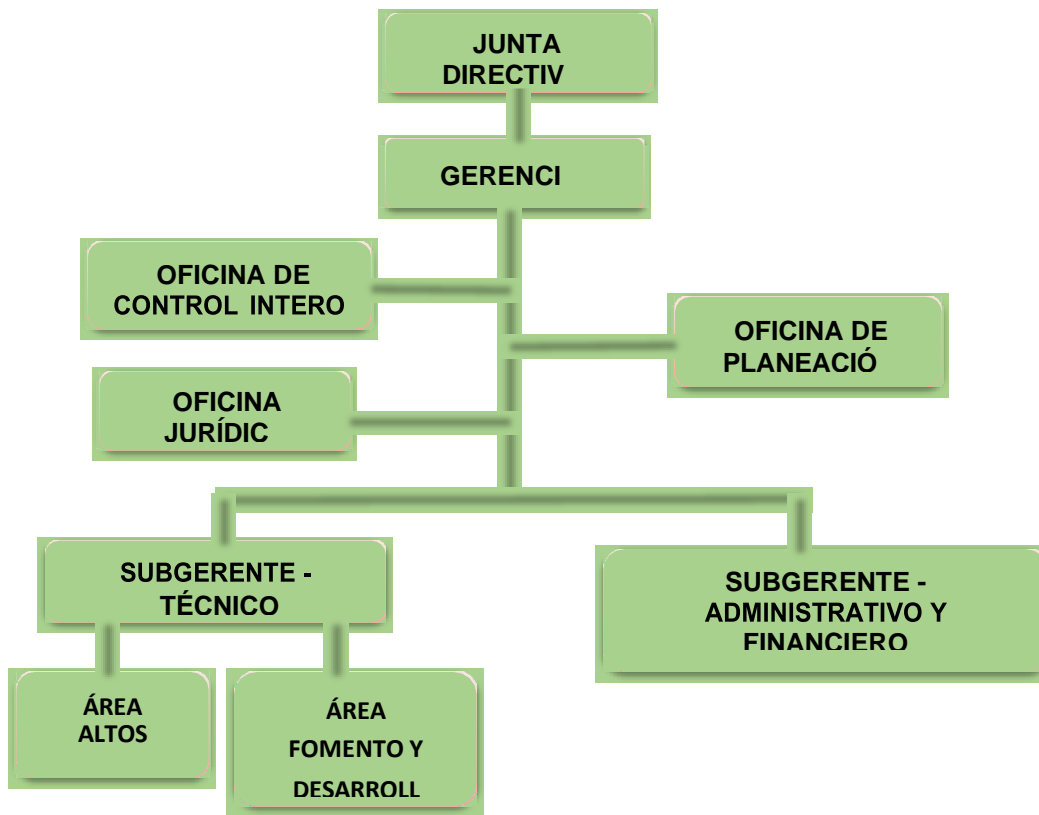 JUNTA
DIRECTIV
GERENCI
OFICINA DE
CONTROL INTERO
OFICINA DE
PLANEACIÓ
OFICINA
JURÍDIC
SUBGERENTE -
TÉCNICO
SUBGERENTE -
ADMINISTRATIVO Y
FINANCIERO
ÁREA
ALTOS
ÁREA
FOMENTO Y
DESARROLL